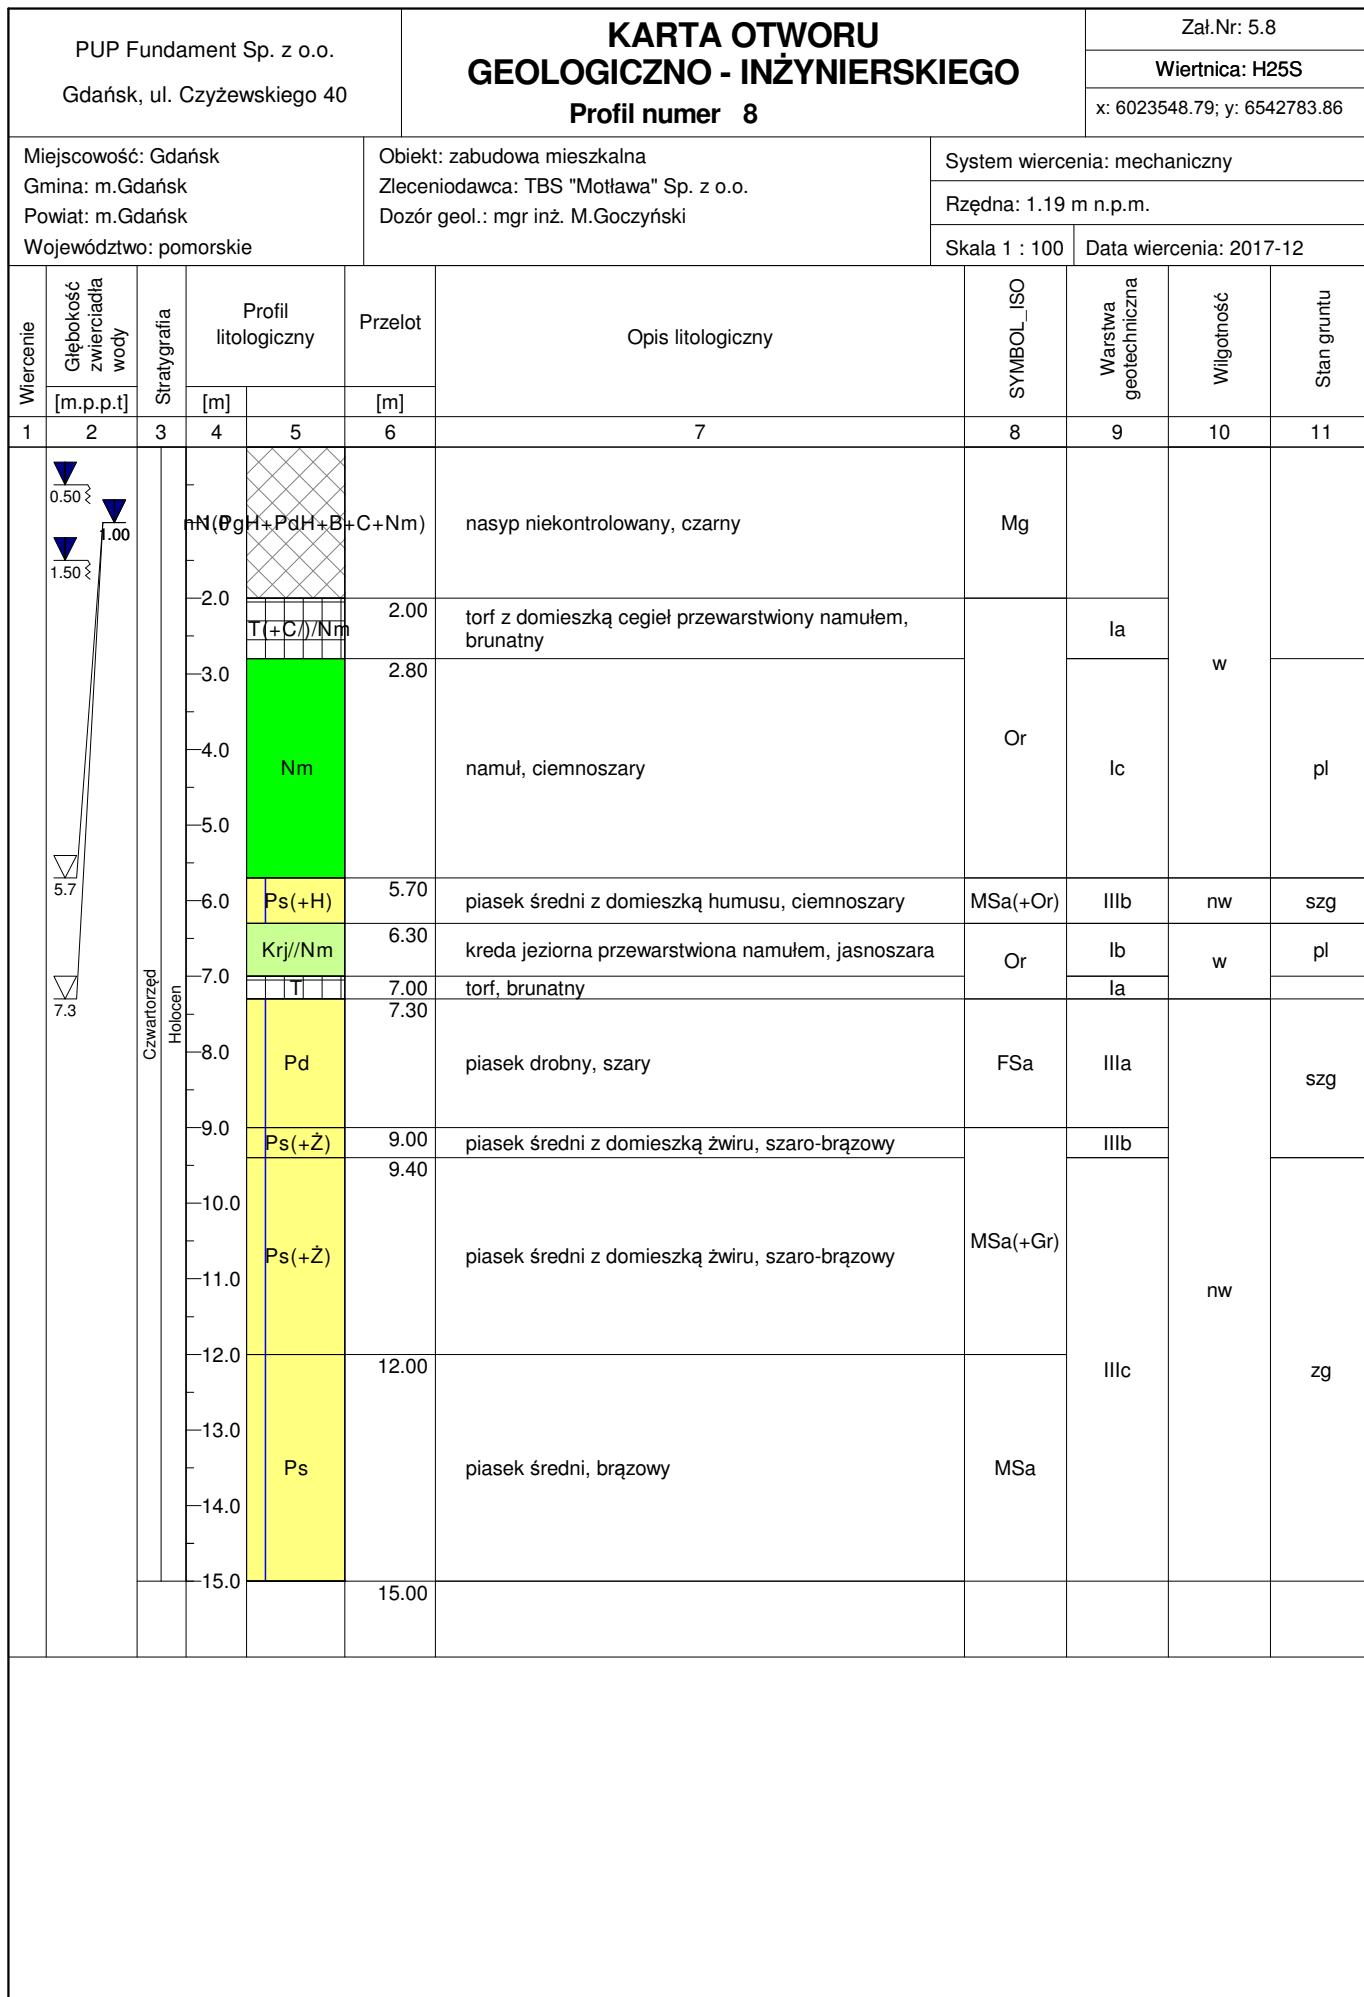 PUP Fundament Sp. z o.o.
Gdańsk, ul. Czyżewskiego 40
KARTA OTWORU
GEOLOGICZNO - INŻYNIERSKIEGO
Profil numer 8
Zał.Nr: 5.8
Wiertnica: H25S
x: 6023548.79; y: 6542783.86
Miejscowość: Gdańsk
Gmina: m.Gdańsk
Powiat: m.Gdańsk
Województwo: pomorskie
Obiekt: zabudowa mieszkalna
Zleceniodawca: TBS "Motława" Sp. z o.o.
Dozór geol.: mgr inż. M.Goczyński
System wiercenia: mechaniczny
Rzędna: 1.19 m n.p.m.
Skala 1 : 100
Data wiercenia: 2017-12
Wiercenie
Głębokość
zwierciadła
wody
[m.p.p.t]
Stratygrafia
Profil
litologiczny
[m]
Przelot
[m]
Opis litologiczny
SYMBOL_ISO
Warstwa
geotechniczna
Wilgotność
Stan gruntu
1 2 3 4 5 6 7 8 9 10 11
0.50
1.00
1.50
5.7
7.3
Czwartorzęd
Holocen
1.0
2.0
3.0
4.0
5.0
6.0
7.0
8.0
9.0
10.0
11.0
12.0
13.0
14.0
15.0
nN(PgH+PdH+B+C+Nm)
nasyp niekontrolowany, czarny
Mg
T(+C/)/Nm
2.00
torf z domieszką cegieł przewarstwiony namułem,
brunatny
Ia
w
2.80
Nm
namuł, ciemnoszary
Or
Ic
pl
5.70
Ps(+H)
piasek średni z domieszką humusu, ciemnoszary
MSa(+Or)
IIIb
nw
szg
6.30
Krj//Nm
kreda jeziorna przewarstwiona namułem, jasnoszara
Or
Ib
w
pl
7.00
T
torf, brunatny
Ia
7.30
Pd
piasek drobny, szary
FSa
IIIa
szg
9.00
Ps(+Ż)
piasek średni z domieszką żwiru, szaro-brązowy
IIIb
9.40
Ps(+Ż)
piasek średni z domieszką żwiru, szaro-brązowy
MSa(+Gr)
nw
12.00
IIIc
zg
Ps
piasek średni, brązowy
MSa
15.00